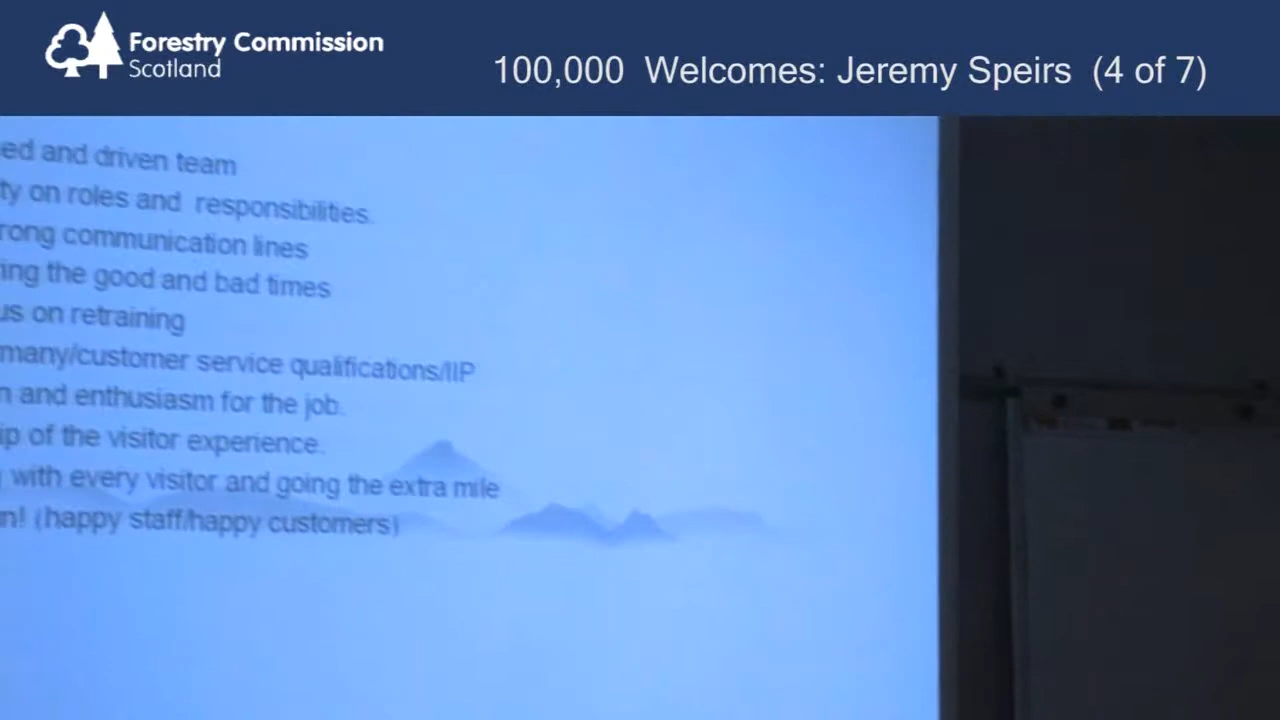 Forestry Commission
Scotland
100,000 Welcomes: Jeremy Speirs (4 of 7)
ed and driven team
ty on roles and responsibilities.
rong communication lines
ing the good and bad times
us on retraining
many/customer service qualifications/IIP
n and enthusiasm for the job.
ip of the visitor experience.
with every visitor and going the extra mile
n! (happy staff/happy customers)